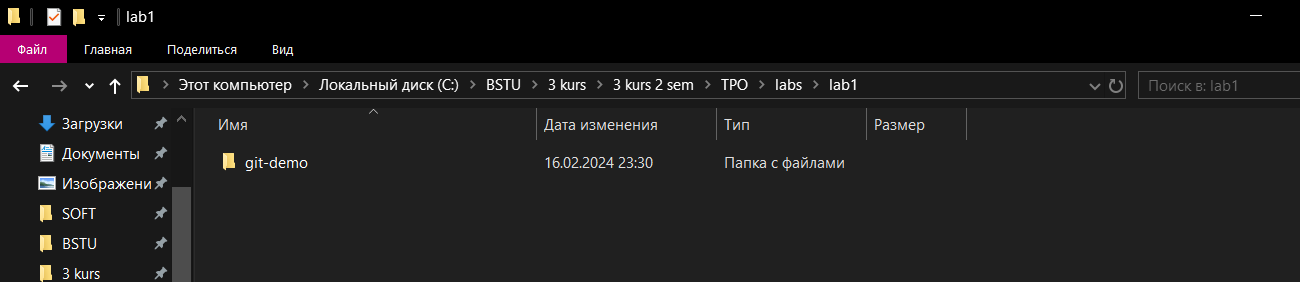 lab1
Файл Главная Поделиться Вид
Этот компьютер Локальный диск (C:) BSTU 3 kurs 3 kurs 2 sem ТРО labs lab1 Поиск в: lab1
Имя Дата изменения Тип Размер
Загрузки
Документы
git-demo 16.02.2024 23:30 Папка с файлами
Изображени
SOFT
BSTU
3 kurs